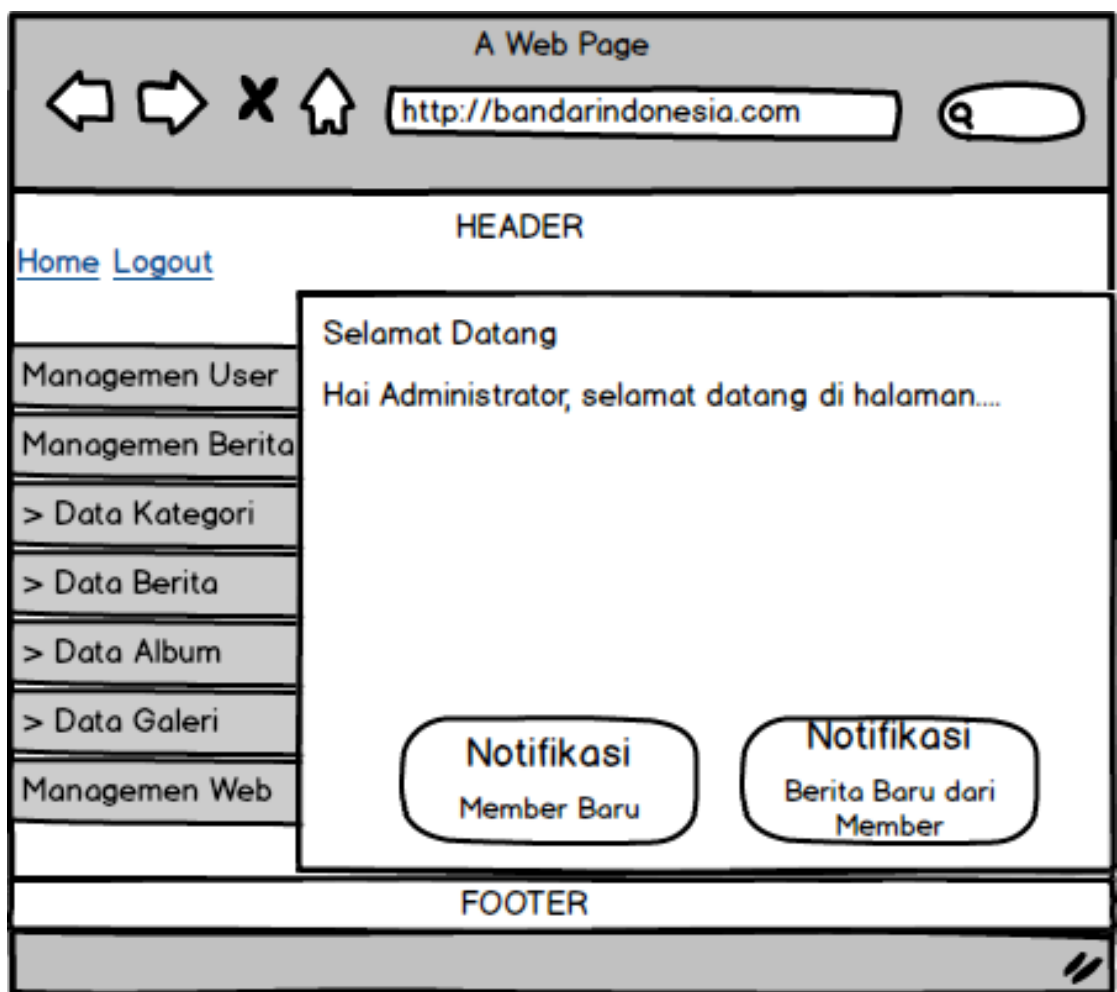 A Web Page
http://bandarindonesia.com
HEADER
Home Logout
Managemen User
Managemen Berita
> Data Kategori
> Data Berita
> Data Album
> Data Galeri
Managemen Web
Selamat Datang
Hai Administrator, selamat datang di halaman....
Notifikasi
Member Baru
Notifikasi
Berita Baru dari
Member
FOOTER